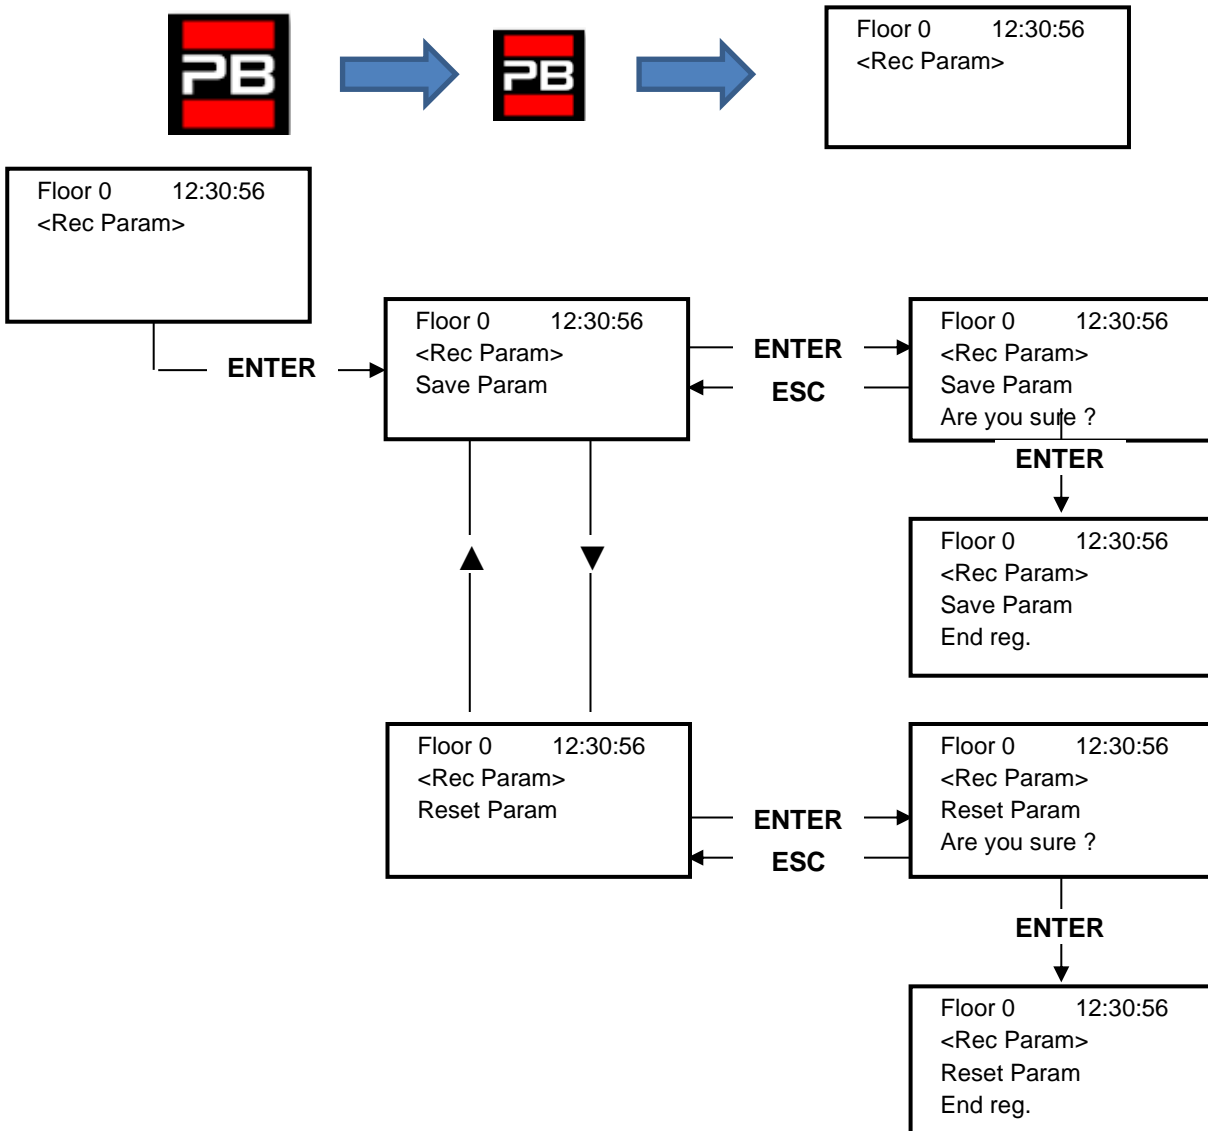 PB
PB
Floor 0 12:30:56
<Rec Param>
Floor 0 12:30:56
<Rec Param>
ENTER
Floor 0 12:30:56
<Rec Param>
Save Param
ENTER
ESC
Floor 0 12:30:56
<Rec Param>
Save Param
Are you sure ?
ENTER
Floor 0 12:30:56
<Rec Param>
Save Param
End reg.
▲ ▼
Floor 0 12:30:56
<Rec Param>
Reset Param
ENTER
ESC
Floor 0 12:30:56
<Rec Param>
Reset Param
Are you sure ?
ENTER
Floor 0 12:30:56
<Rec Param>
Reset Param
End reg.